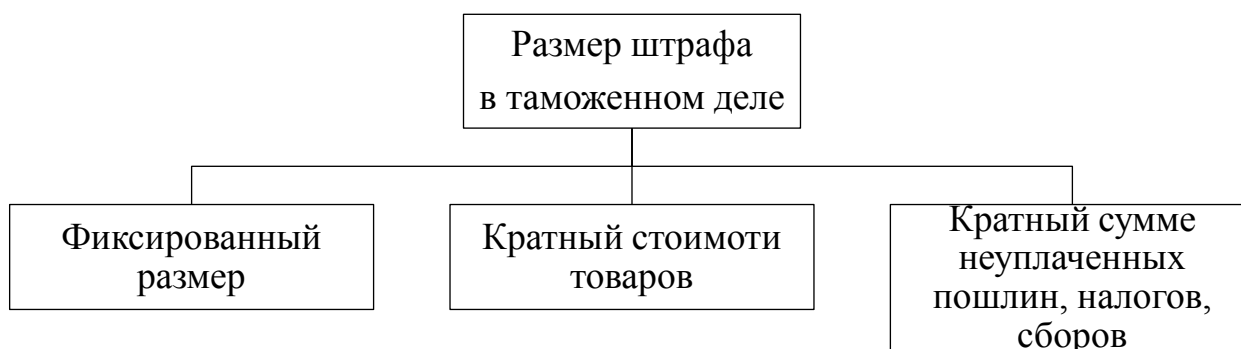 Размер штрафа
в таможенном деле
Фиксированный
размер
Кратный стоимоти
товаров
Кратный сумме
неуплаченных
пошлин, налогов,
сборов